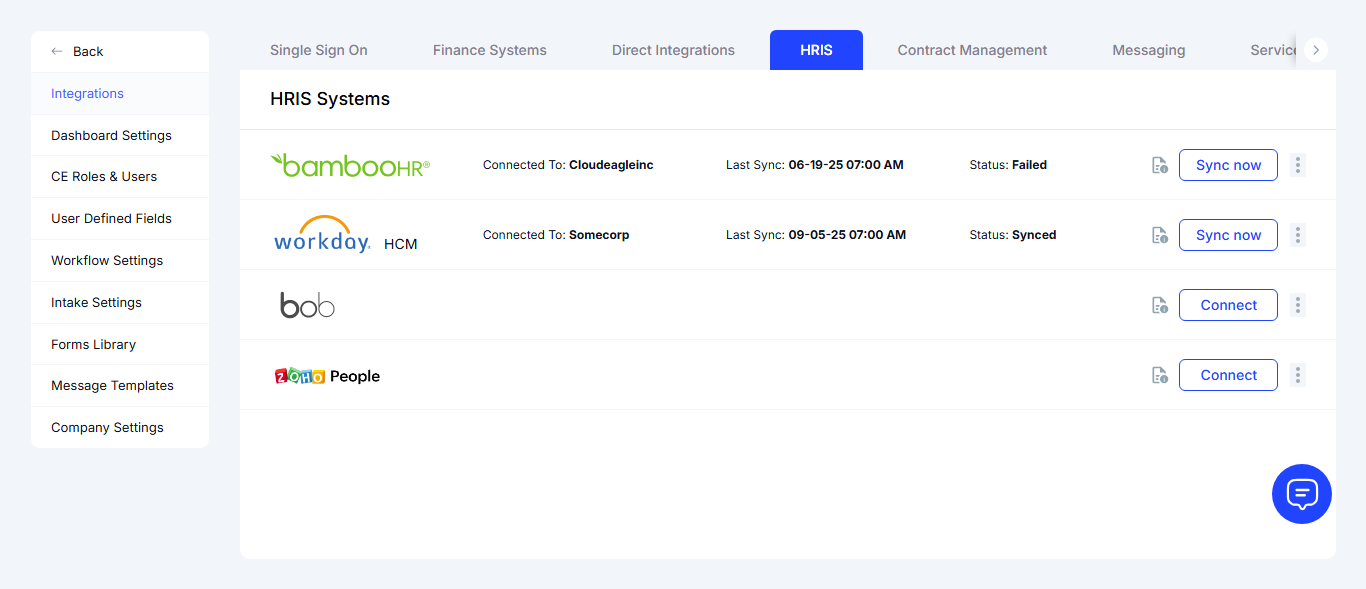 Back
Integrations
Dashboard Settings
CE Roles & Users
User Defined Fields
Workflow Settings
Intake Settings
Forms Library
Message Templates
Company Settings
Single Sign On Finance Systems Direct Integrations HRIS Contract Management Messaging Service
HRIS Systems
bambooHR® Connected To: Cloudeagleinc Last Sync: 06-19-25 07:00 AM Status: Failed Sync now
workday. HCM Connected To: Somecorp Last Sync: 09-05-25 07:00 AM Status: Synced Sync now
bob Connect
ZOHO People Connect